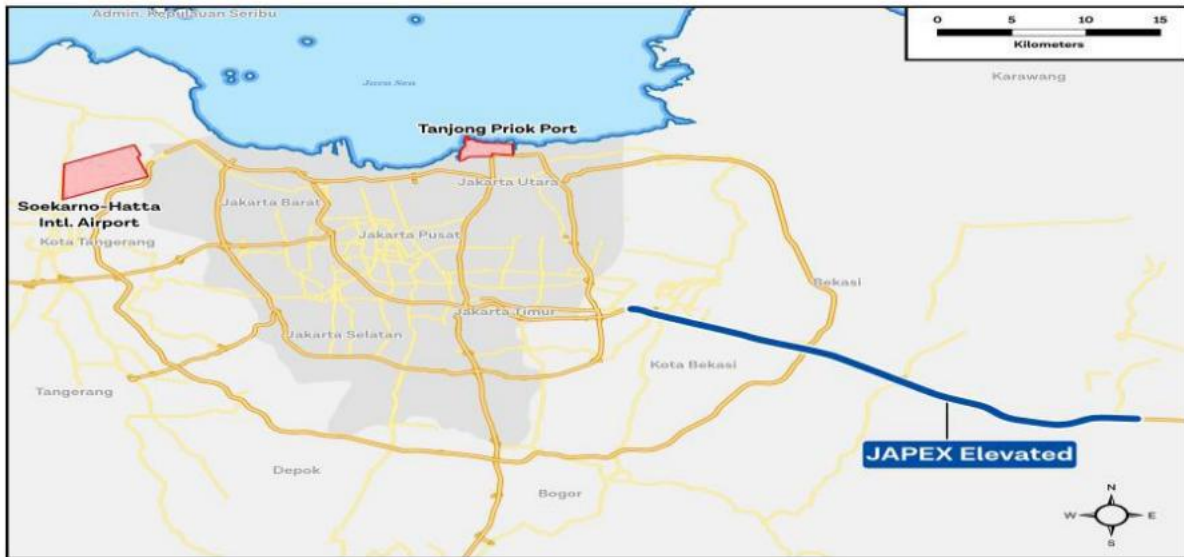 Admin. Kepulauan Seribu
0 5 10 15
Kilometers
Java Sea
Karawang
Tanjong Priok Port
Soekarno-Hatta
Intl. Airport
Jakarta Utara
Jakarta Barat
Jakarta Pusat
Kota Tangerang
Bekasi
Jakarta Timur
Jakarta Selatan
Kota Bekasi
Tangerang
JAPEX Elevated
Depok
Bogor
N
W E
S